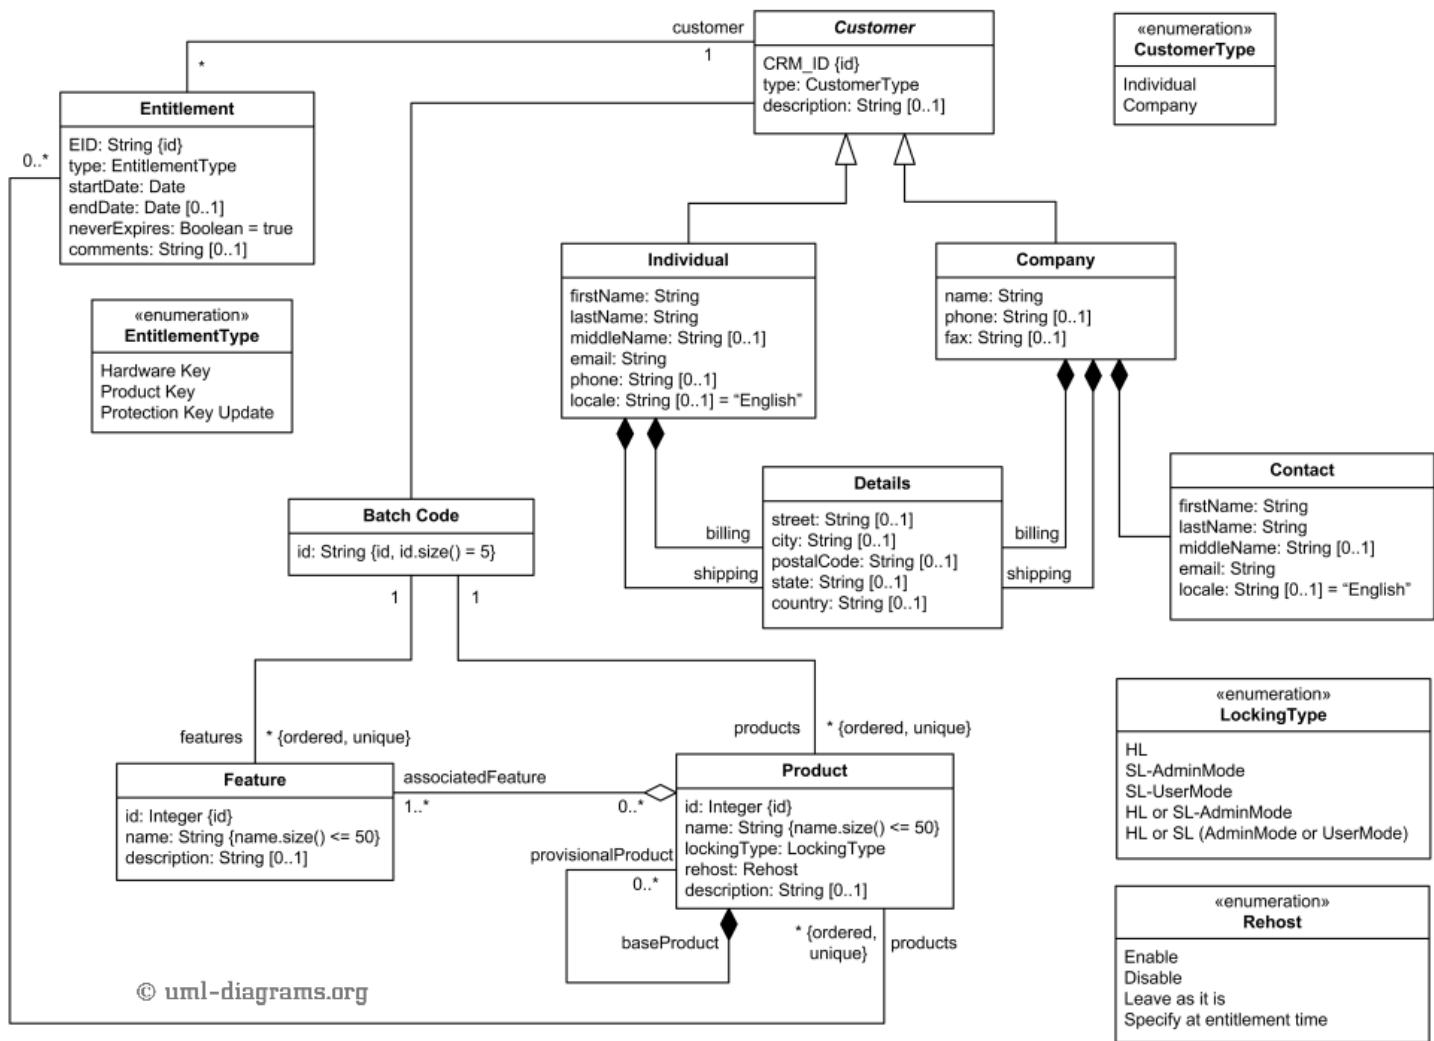 customer
1
*
Customer
CRM_ID {id}
type: CustomerType
description: String [0..1]
«enumeration»
CustomerType
Individual
Company
Entitlement
EID: String {id}
type: EntitlementType
startDate: Date
endDate: Date [0..1]
neverExpires: Boolean = true
comments: String [0..1]
0..*
«enumeration»
EntitlementType
Hardware Key
Product Key
Protection Key Update
Individual
firstName: String
lastName: String
middleName: String [0..1]
email: String
phone: String [0..1]
locale: String [0..1] = “English”
Company
name: String
phone: String [0..1]
fax: String [0..1]
Details
street: String [0..1]
city: String [0..1]
postalCode: String [0..1]
state: String [0..1]
country: String [0..1]
billing
shipping
billing
shipping
Contact
firstName: String
lastName: String
middleName: String [0..1]
email: String
locale: String [0..1] = “English”
Batch Code
id: String {id, id.size() = 5}
1
1
features
* {ordered, unique}
products
* {ordered, unique}
Feature
id: Integer {id}
name: String {name.size() <= 50}
description: String [0..1]
associatedFeature
1..*
0..*
Product
id: Integer {id}
name: String {name.size() <= 50}
lockingType: LockingType
rehost: Rehost
description: String [0..1]
provisionalProduct
0..*
baseProduct
* {ordered,
unique}
products
«enumeration»
LockingType
HL
SL-AdminMode
SL-UserMode
HL or SL-AdminMode
HL or SL (AdminMode or UserMode)
«enumeration»
Rehost
Enable
Disable
Leave as it is
Specify at entitlement time
© uml-diagrams.org